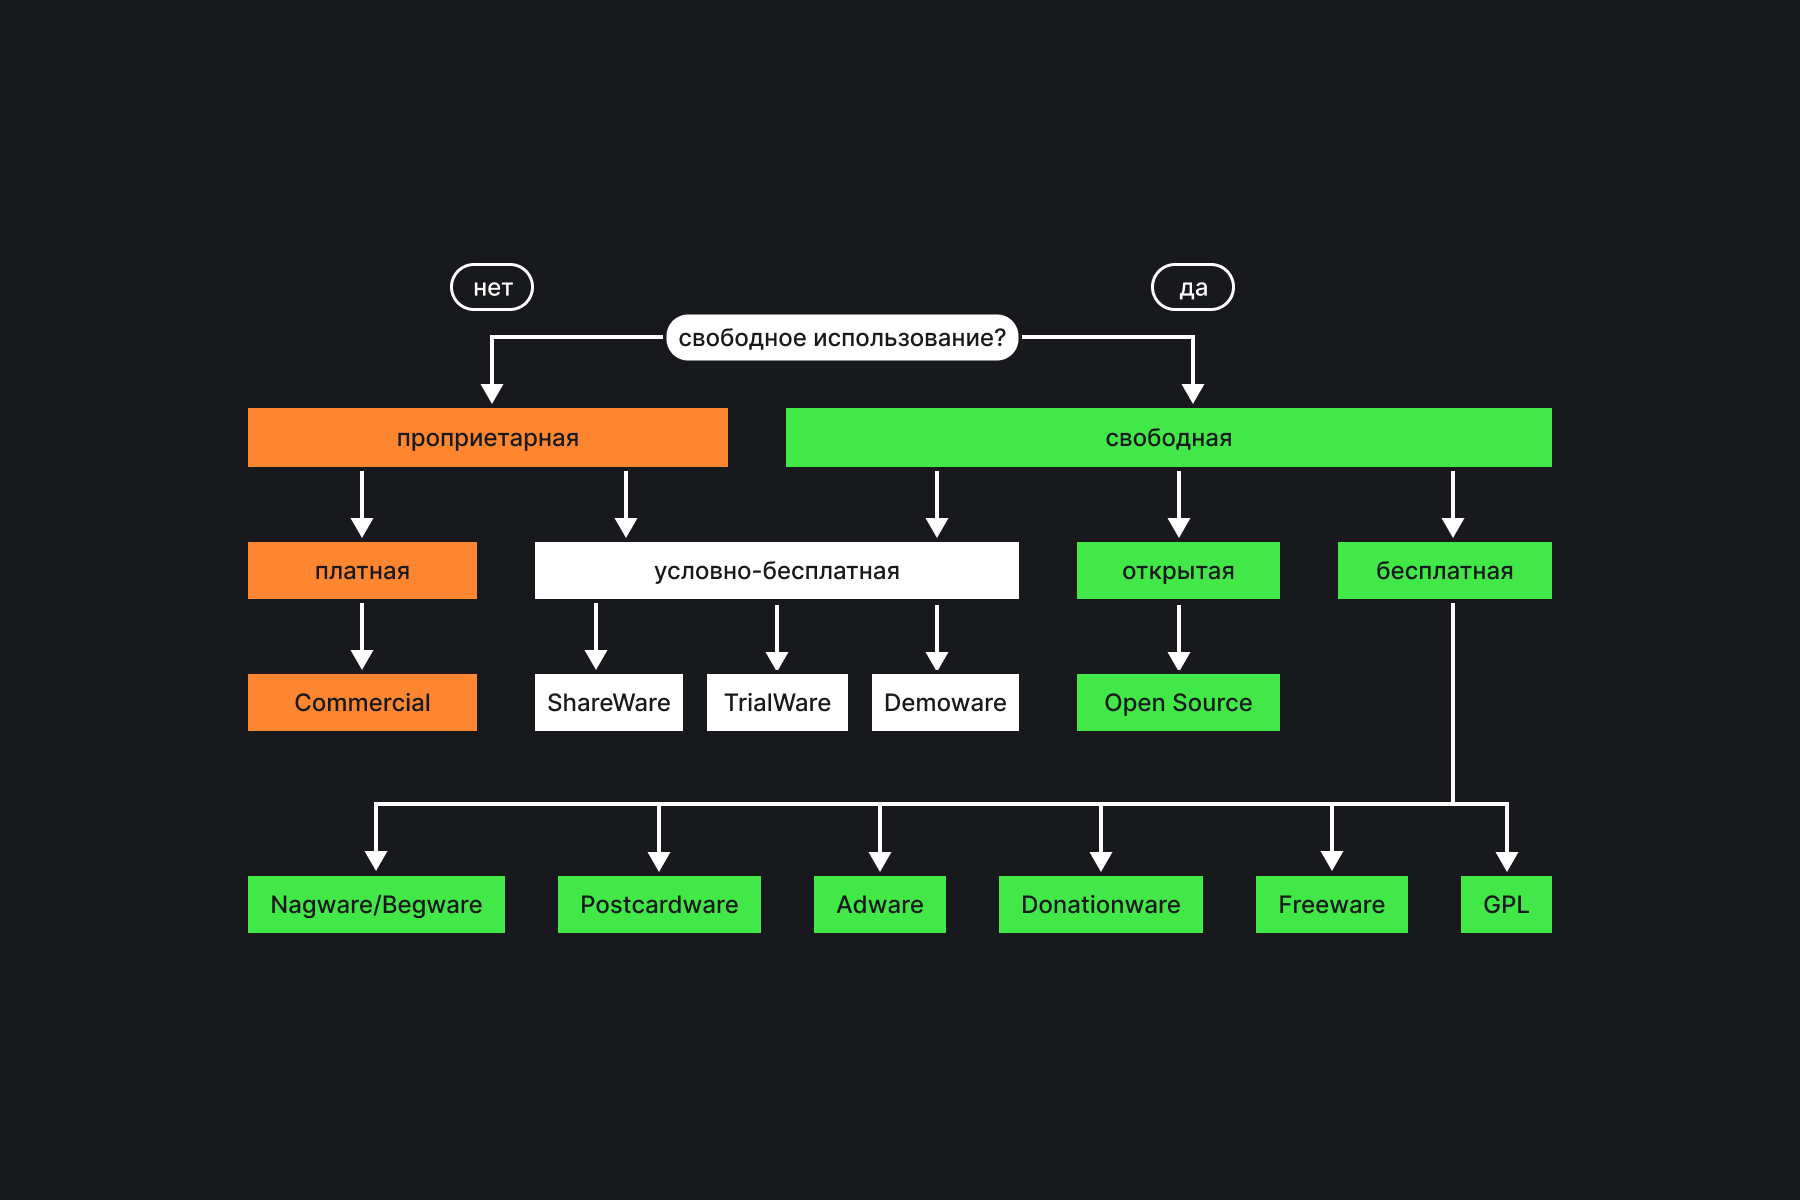 нет
да
свободное использование?
проприетарная
свободная
платная
условно-бесплатная
открытая
бесплатная
Commercial
ShareWare
TrialWare
Demoware
Open Source
Nagware/Begware
Postcardware
Adware
Donationware
Freeware
GPL